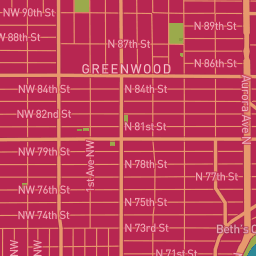 NW 90th St
N 89th St
W 88th St
N 87th St
N 86th St
GREENWOOD
NW 84th St
N 84th St
Aurora Ave N
NW 82nd St
N 81st St
NW 79th St
1st Ave NW
N 78th St
N 77th St
NW 76th St
N 75th St
NW 74th St
N 73rd St
Beth's C
N 71st St
NW
NW